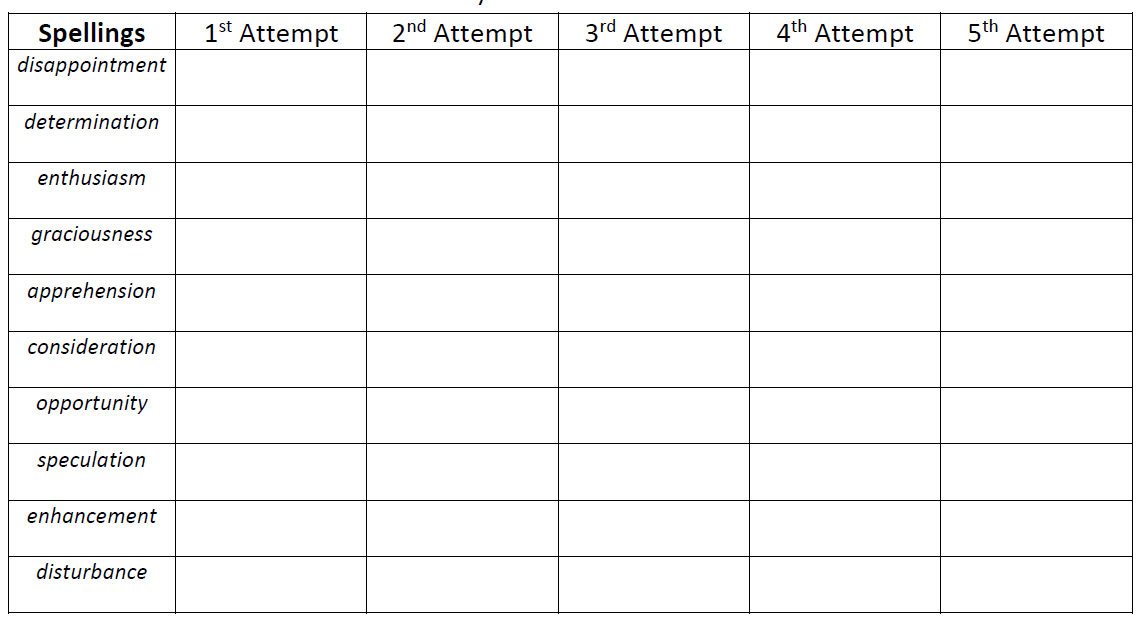 Spellings 1st Attempt 2nd Attempt 3rd Attempt 4th Attempt 5th Attempt
disappointment
determination
enthusiasm
graciousness
apprehension
consideration
opportunity
speculation
enhancement
disturbance